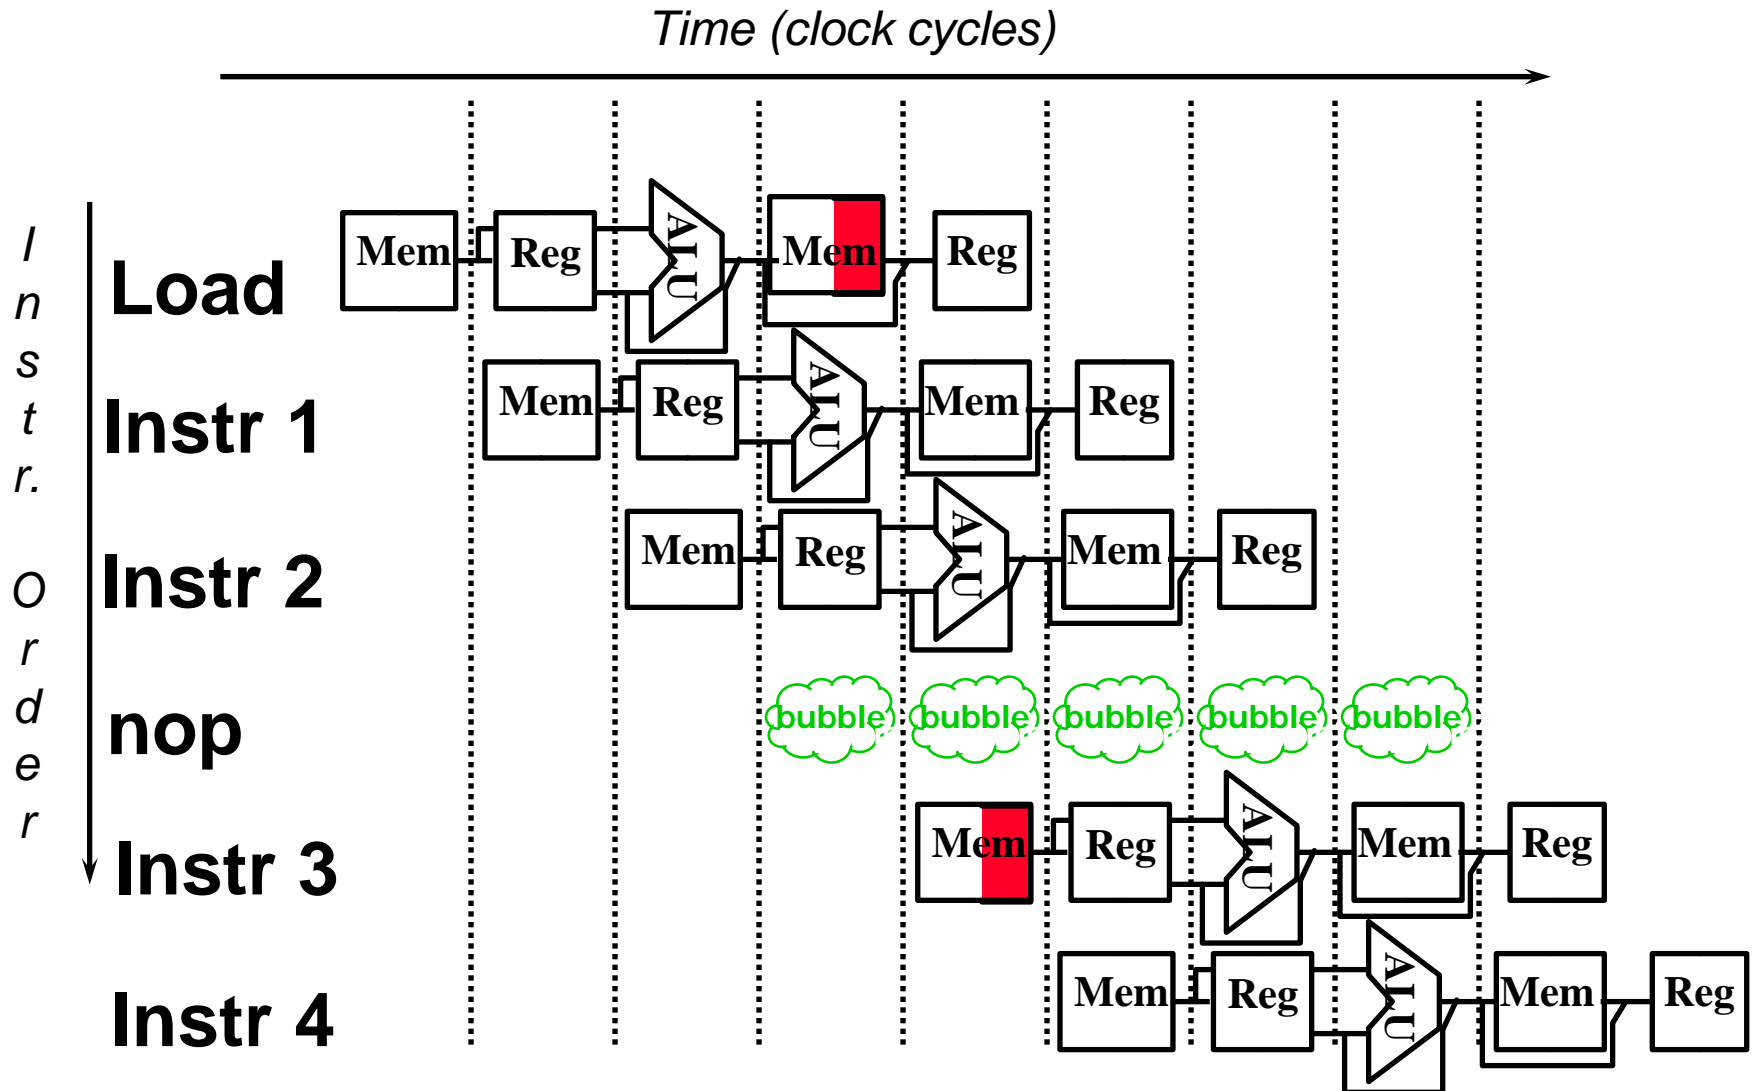 Time (clock cycles)
Instr. Order
Load Mem Reg ALU Mem Reg
Instr 1 Mem Reg ALU Mem Reg
Instr 2 Mem Reg ALU Mem Reg
nop bubble bubble bubble bubble bubble
Instr 3 Mem Reg ALU Mem Reg
Instr 4 Mem Reg ALU Mem Reg